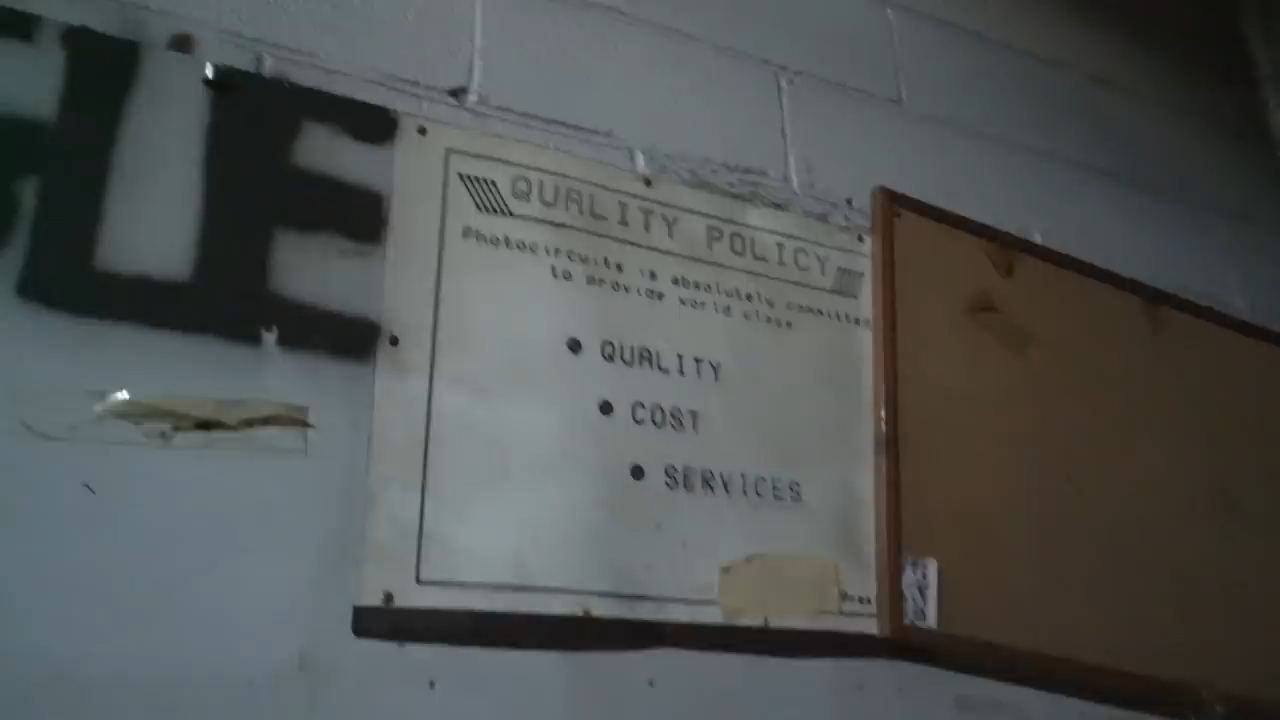 QUALITY POLICY
Photocircuits is absolutely committed
to provide world class
● QUALITY
● COST
● SERVICES